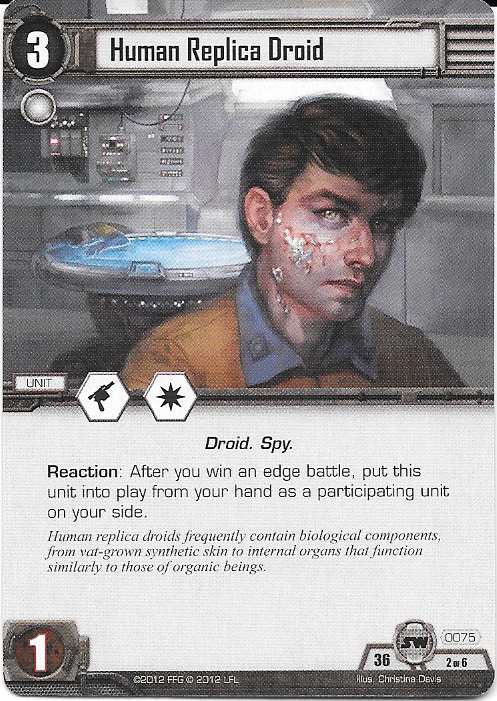 3
Human Replica Droid
UNIT
Droid. Spy.
Reaction: After you win an edge battle, put this
unit into play from your hand as a participating unit
on your side.
Human replica droids frequently contain biological components,
from vat-grown synthetic skin to internal organs that function
similarly to those of organic beings.
1
36
SW
0075
2 OF 6
©2012 FFG © 2012 LFL
Illus. Christina Davis